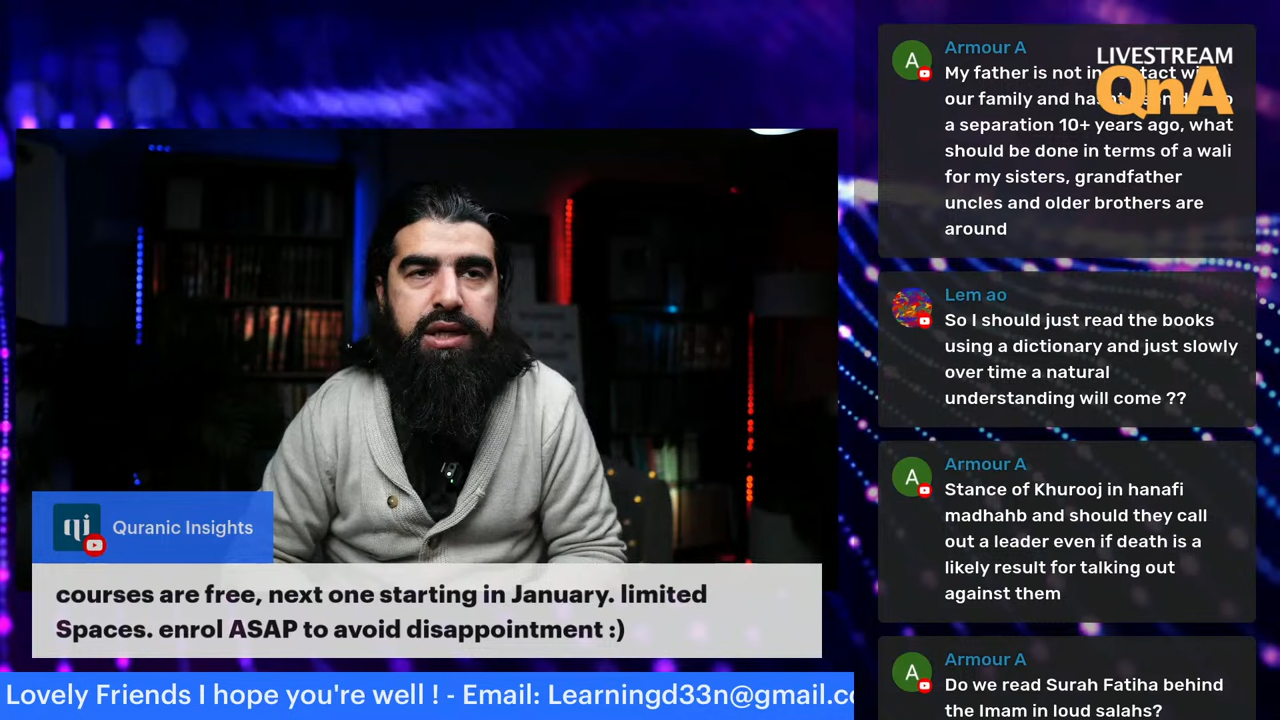 Armour A
LIVESTREAM
QnA
My father is not in
our family and
a separation 10+ years ago, what
should be done in terms of a wali
for my sisters, grandfather
uncles and older brothers are
around
Lem ao
So I should just read the books
using a dictionary and just slowly
over time a natural
understanding will come ??
Armour A
Stance of Khurooj in hanafi
madhahb and should they call
out a leader even if death is a
likely result for talking out
against them
Armour A
Do we read Surah Fatiha behind
the Imam in loud salahs?
qi Quranic Insights
courses are free, next one starting in January. limited
Spaces. enrol ASAP to avoid disappointment :)
Lovely Friends I hope you're well ! - Email: Learningd33n@gmail.co